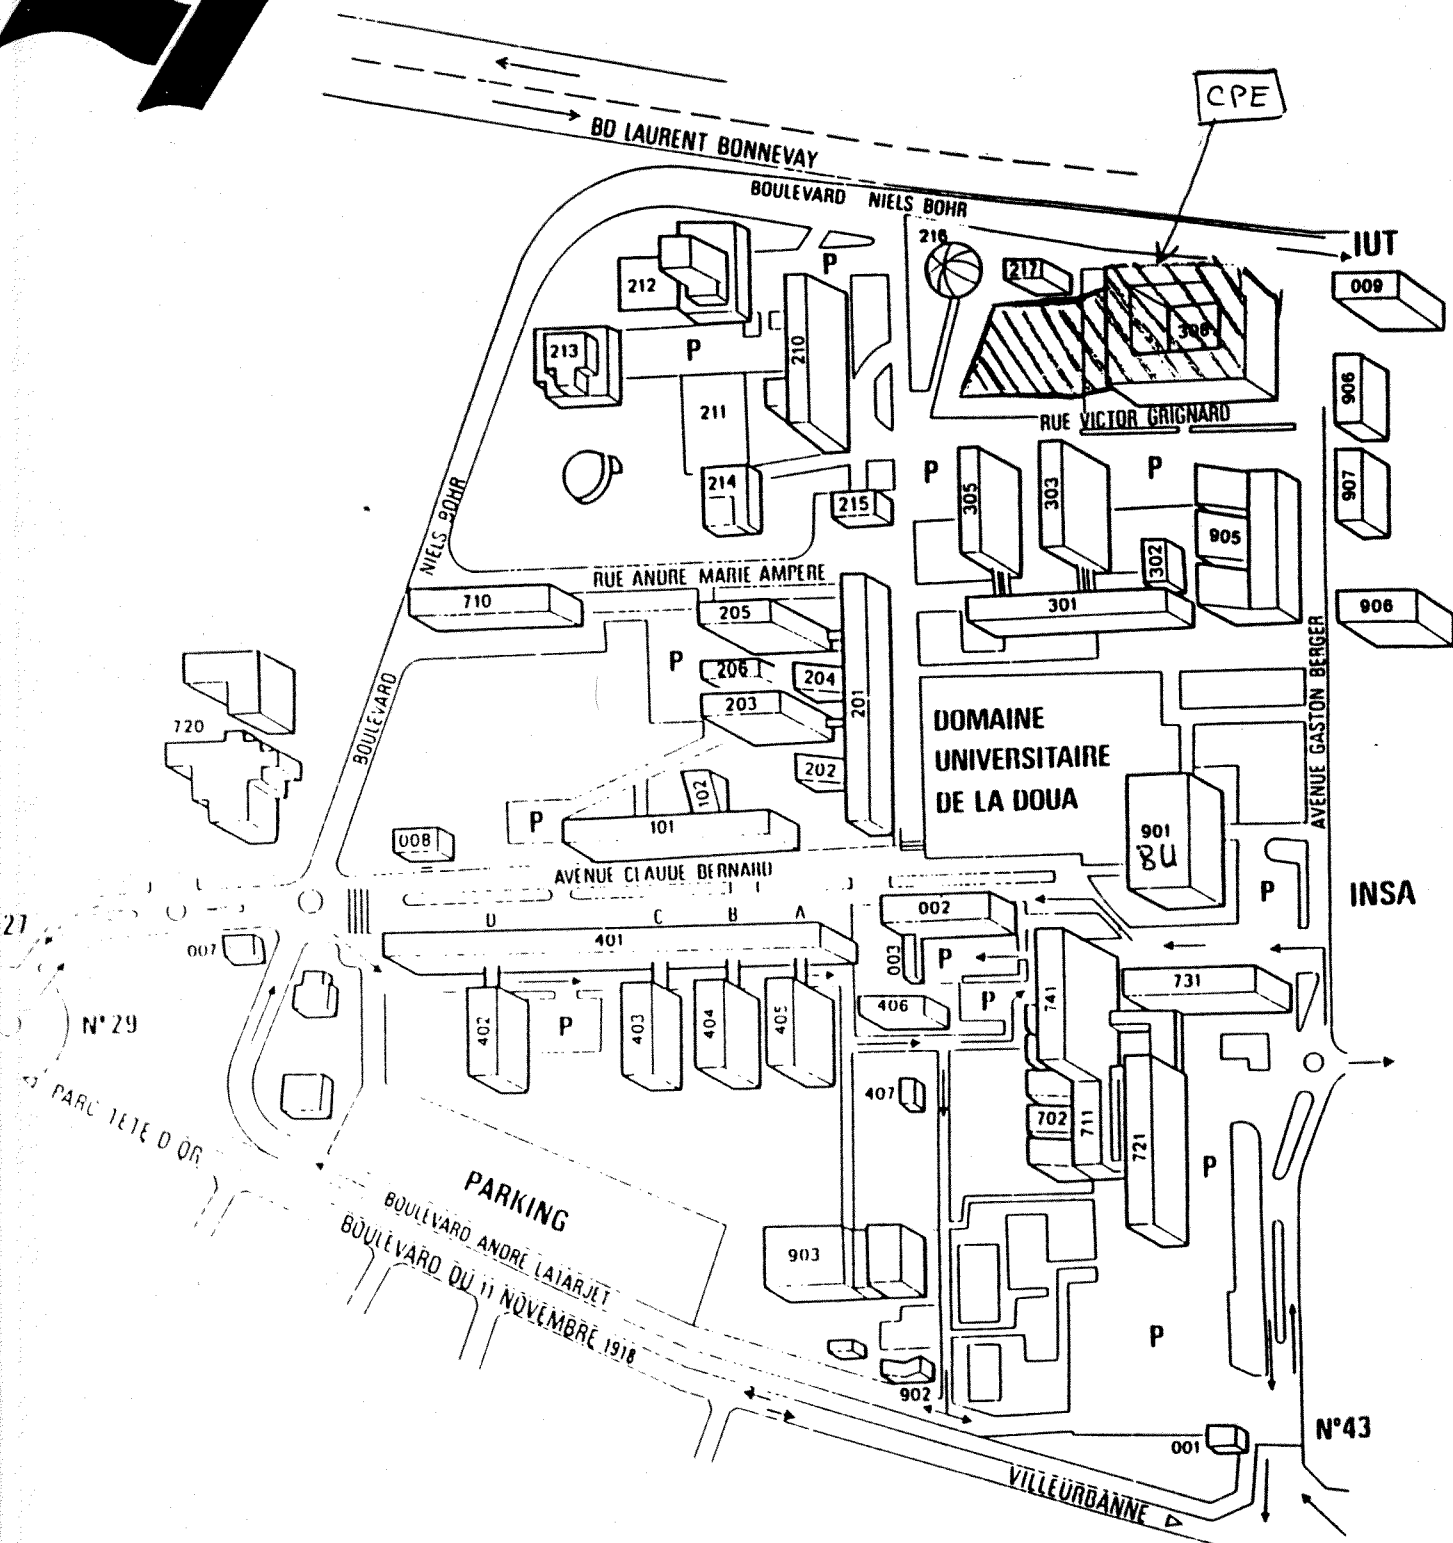 CPE
BD LAURENT BONNEVAY
BOULEVARD NIELS BOHR
IUT
216
217
009
212
P
308
213
P
210
906
211
RUE VICTOR GRIGNARD
214
P
305
303
P
907
215
905
NIELS BOHR
302
RUE ANDRE MARIE AMPERE
710
205
301
906
P
206
204
203
201
720
BOULEVARD
DOMAINE
UNIVERSITAIRE
DE LA DOUA
AVENUE GASTON BERGER
202
102
P
101
008
901
BU
AVENUE CLAUDE BERNARD
P
INSA
27
D
C
B
A
002
007
401
003
P
731
P
406
741
N°29
402
P
403
404
405
407
PARC TETE D'OR
702
711
721
P
PARKING
BOULEVARD ANDRE LATARJET
BOULEVARD DU 11 NOVEMBRE 1918
903
P
902
N°43
001
VILLEURBANNE